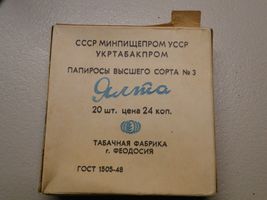 СССР МИНПИЩЕПРОМ УССР
УКРТАБАКПРОМ
ПАПИРОСЫ ВЫСШЕГО СОРТА № 3
Ялта
20 шт. цена 24 коп.
ТАБАЧНАЯ ФАБРИКА
г. ФЕОДОСИЯ
ГОСТ 1505-48